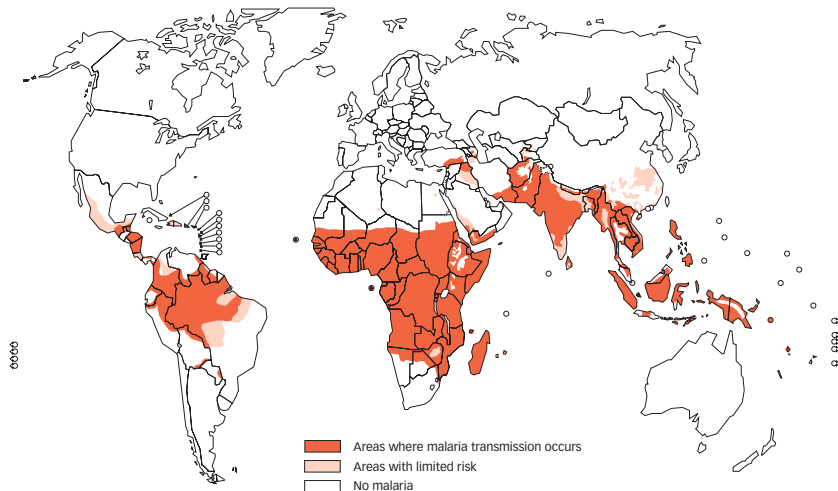 Areas where malaria transmission occurs
Areas with limited risk
No malaria